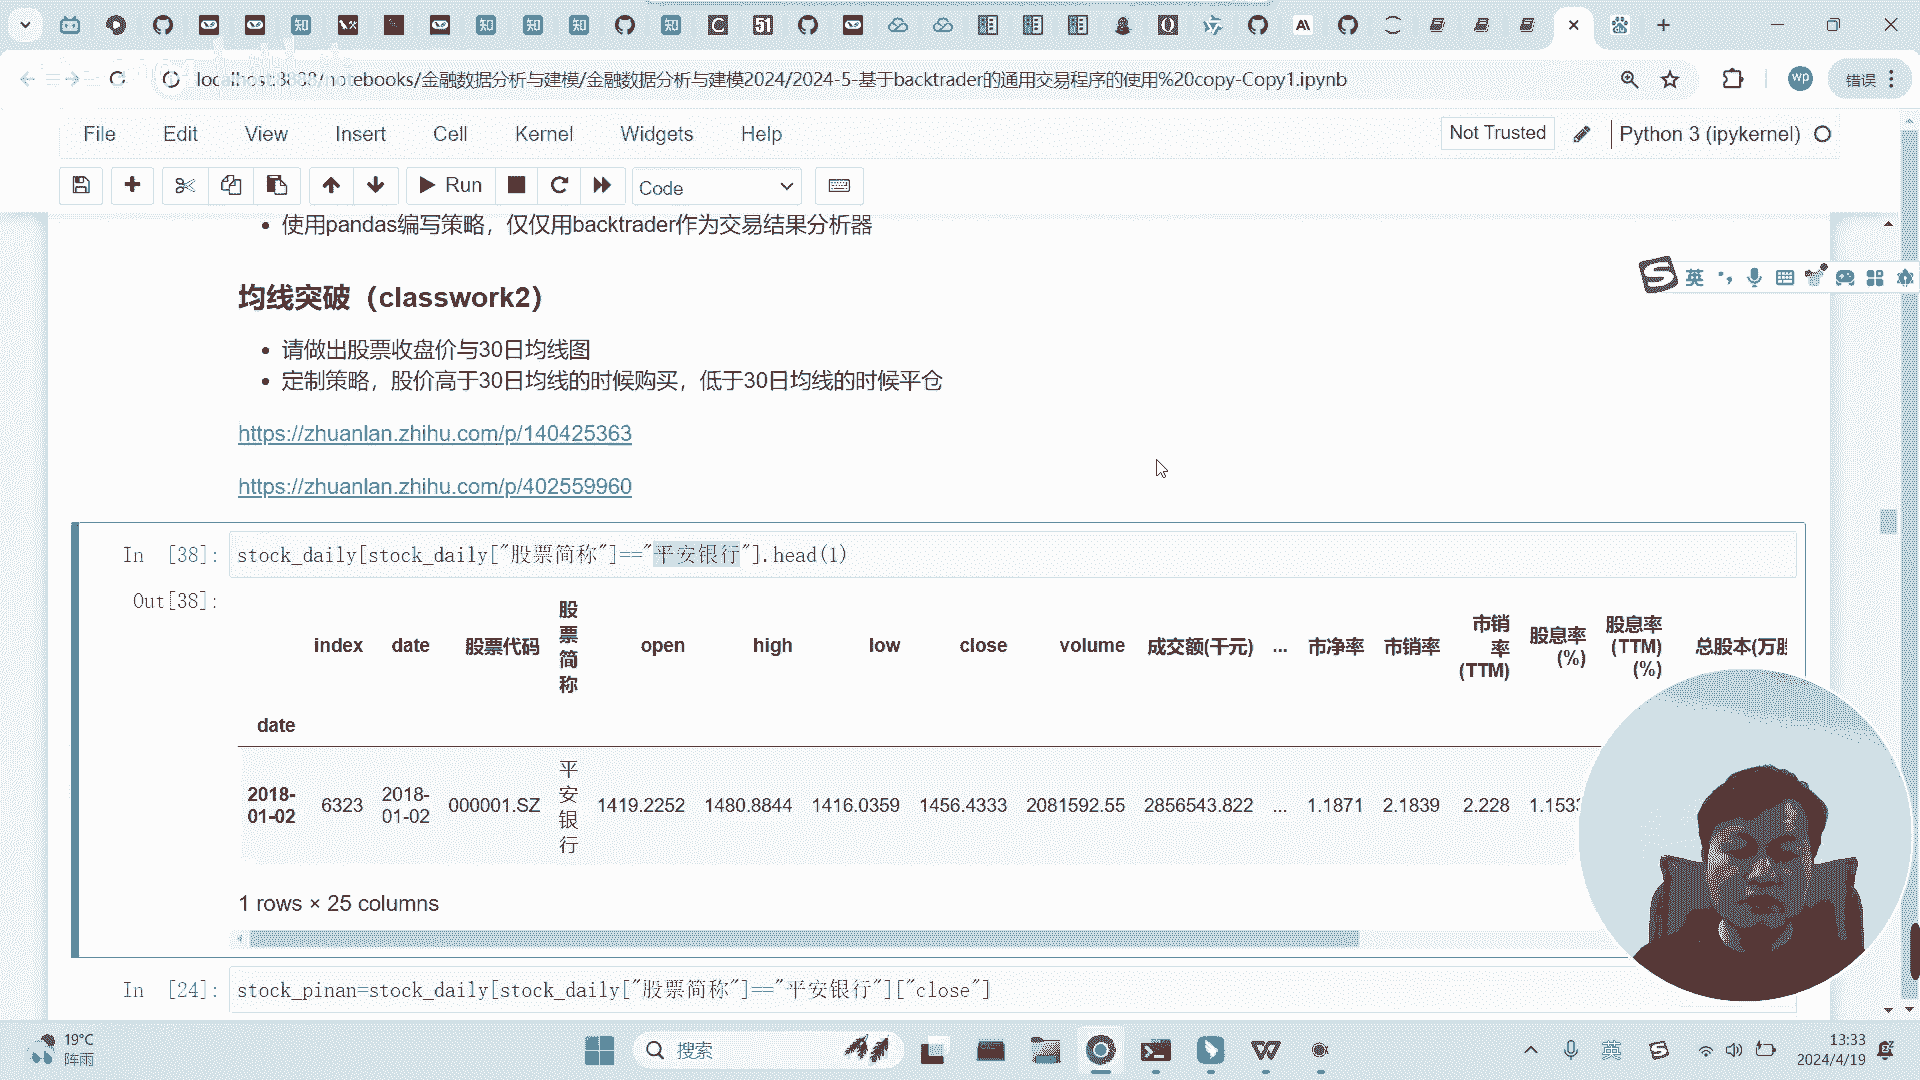 localhost:8888/notebooks/金融数据分析与建模/金融数据分析与建模2024/2024-5-基于backtrader的通用交易程序的使用%20copy-Copy1.ipynb
wp
错误
File Edit View Insert Cell Kernel Widgets Help
Not Trusted
Python 3 (ipykernel)
Run
Code
使用pandas编写策略，仅仅用backtrader作为交易结果分析器
均线突破（classwork2）
请做出股票收盘价与30日均线图
定制策略，股价高于30日均线的时候购买，低于30日均线的时候平仓
https://zhuanlan.zhihu.com/p/140425363
https://zhuanlan.zhihu.com/p/402559960
英
In [38]: stock_daily[stock_daily["股票简称"]=="平安银行"].head(1)
Out[38]:
index date 股票代码 股票简称 open high low close volume 成交额(千元) ... 市净率 市销率 市销率(TTM) 股息率(%) 股息率(TTM)(%) 总股本(万股
date
2018-01-02 6323 2018-01-02 000001.SZ 平安银行 1419.2252 1480.8844 1416.0359 1456.4333 2081592.55 2856543.822 ... 1.1871 2.1839 2.228
1 rows × 25 columns
In [24]: stock_pinan=stock_daily[stock_daily["股票简称"]=="平安银行"]["close"]
19°C
阵雨
搜索
英
13:33
2024/4/19